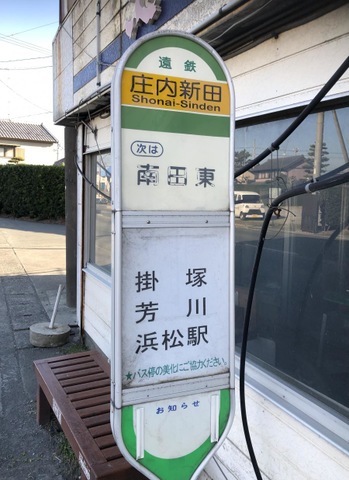 遠鉄
庄内新田
Shonai-Sinden
次は
南田東
掛塚
芳川
浜松駅
★バス停の美化にご協力ください。
お知らせ